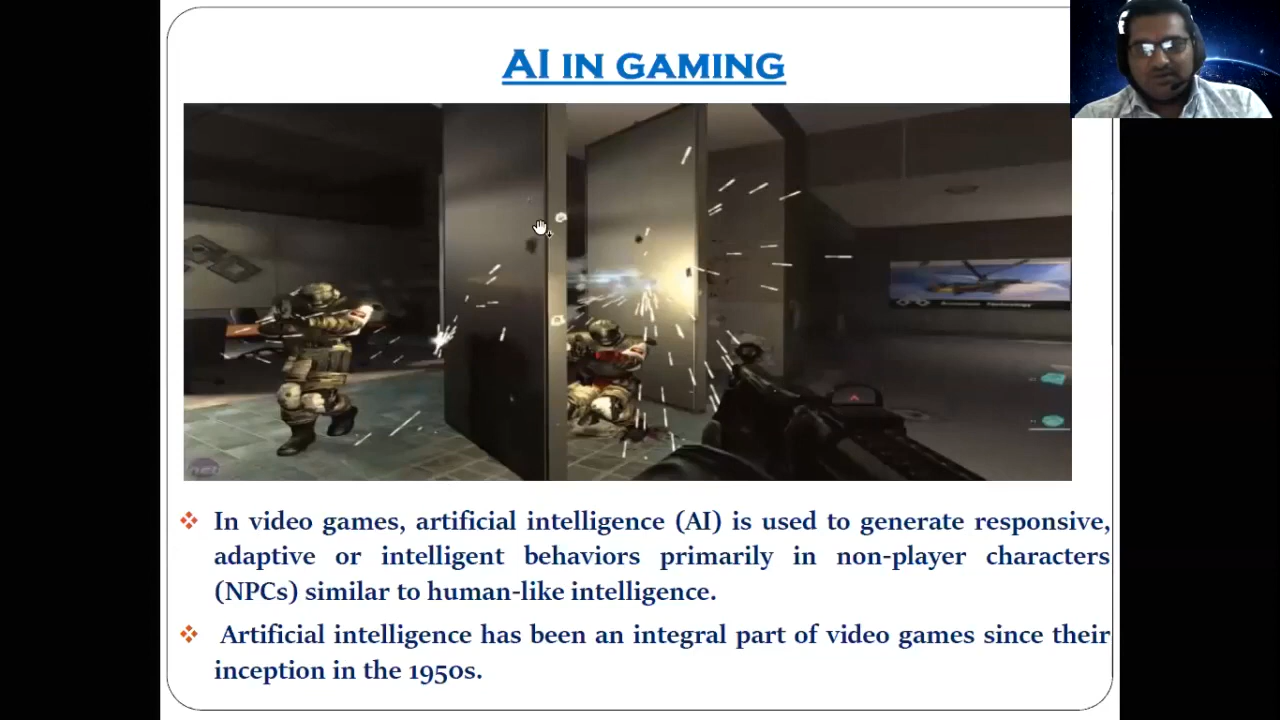 AI IN GAMING
In video games, artificial intelligence (AI) is used to generate responsive,
adaptive or intelligent behaviors primarily in non-player characters
(NPCs) similar to human-like intelligence.
Artificial intelligence has been an integral part of video games since their
inception in the 1950s.